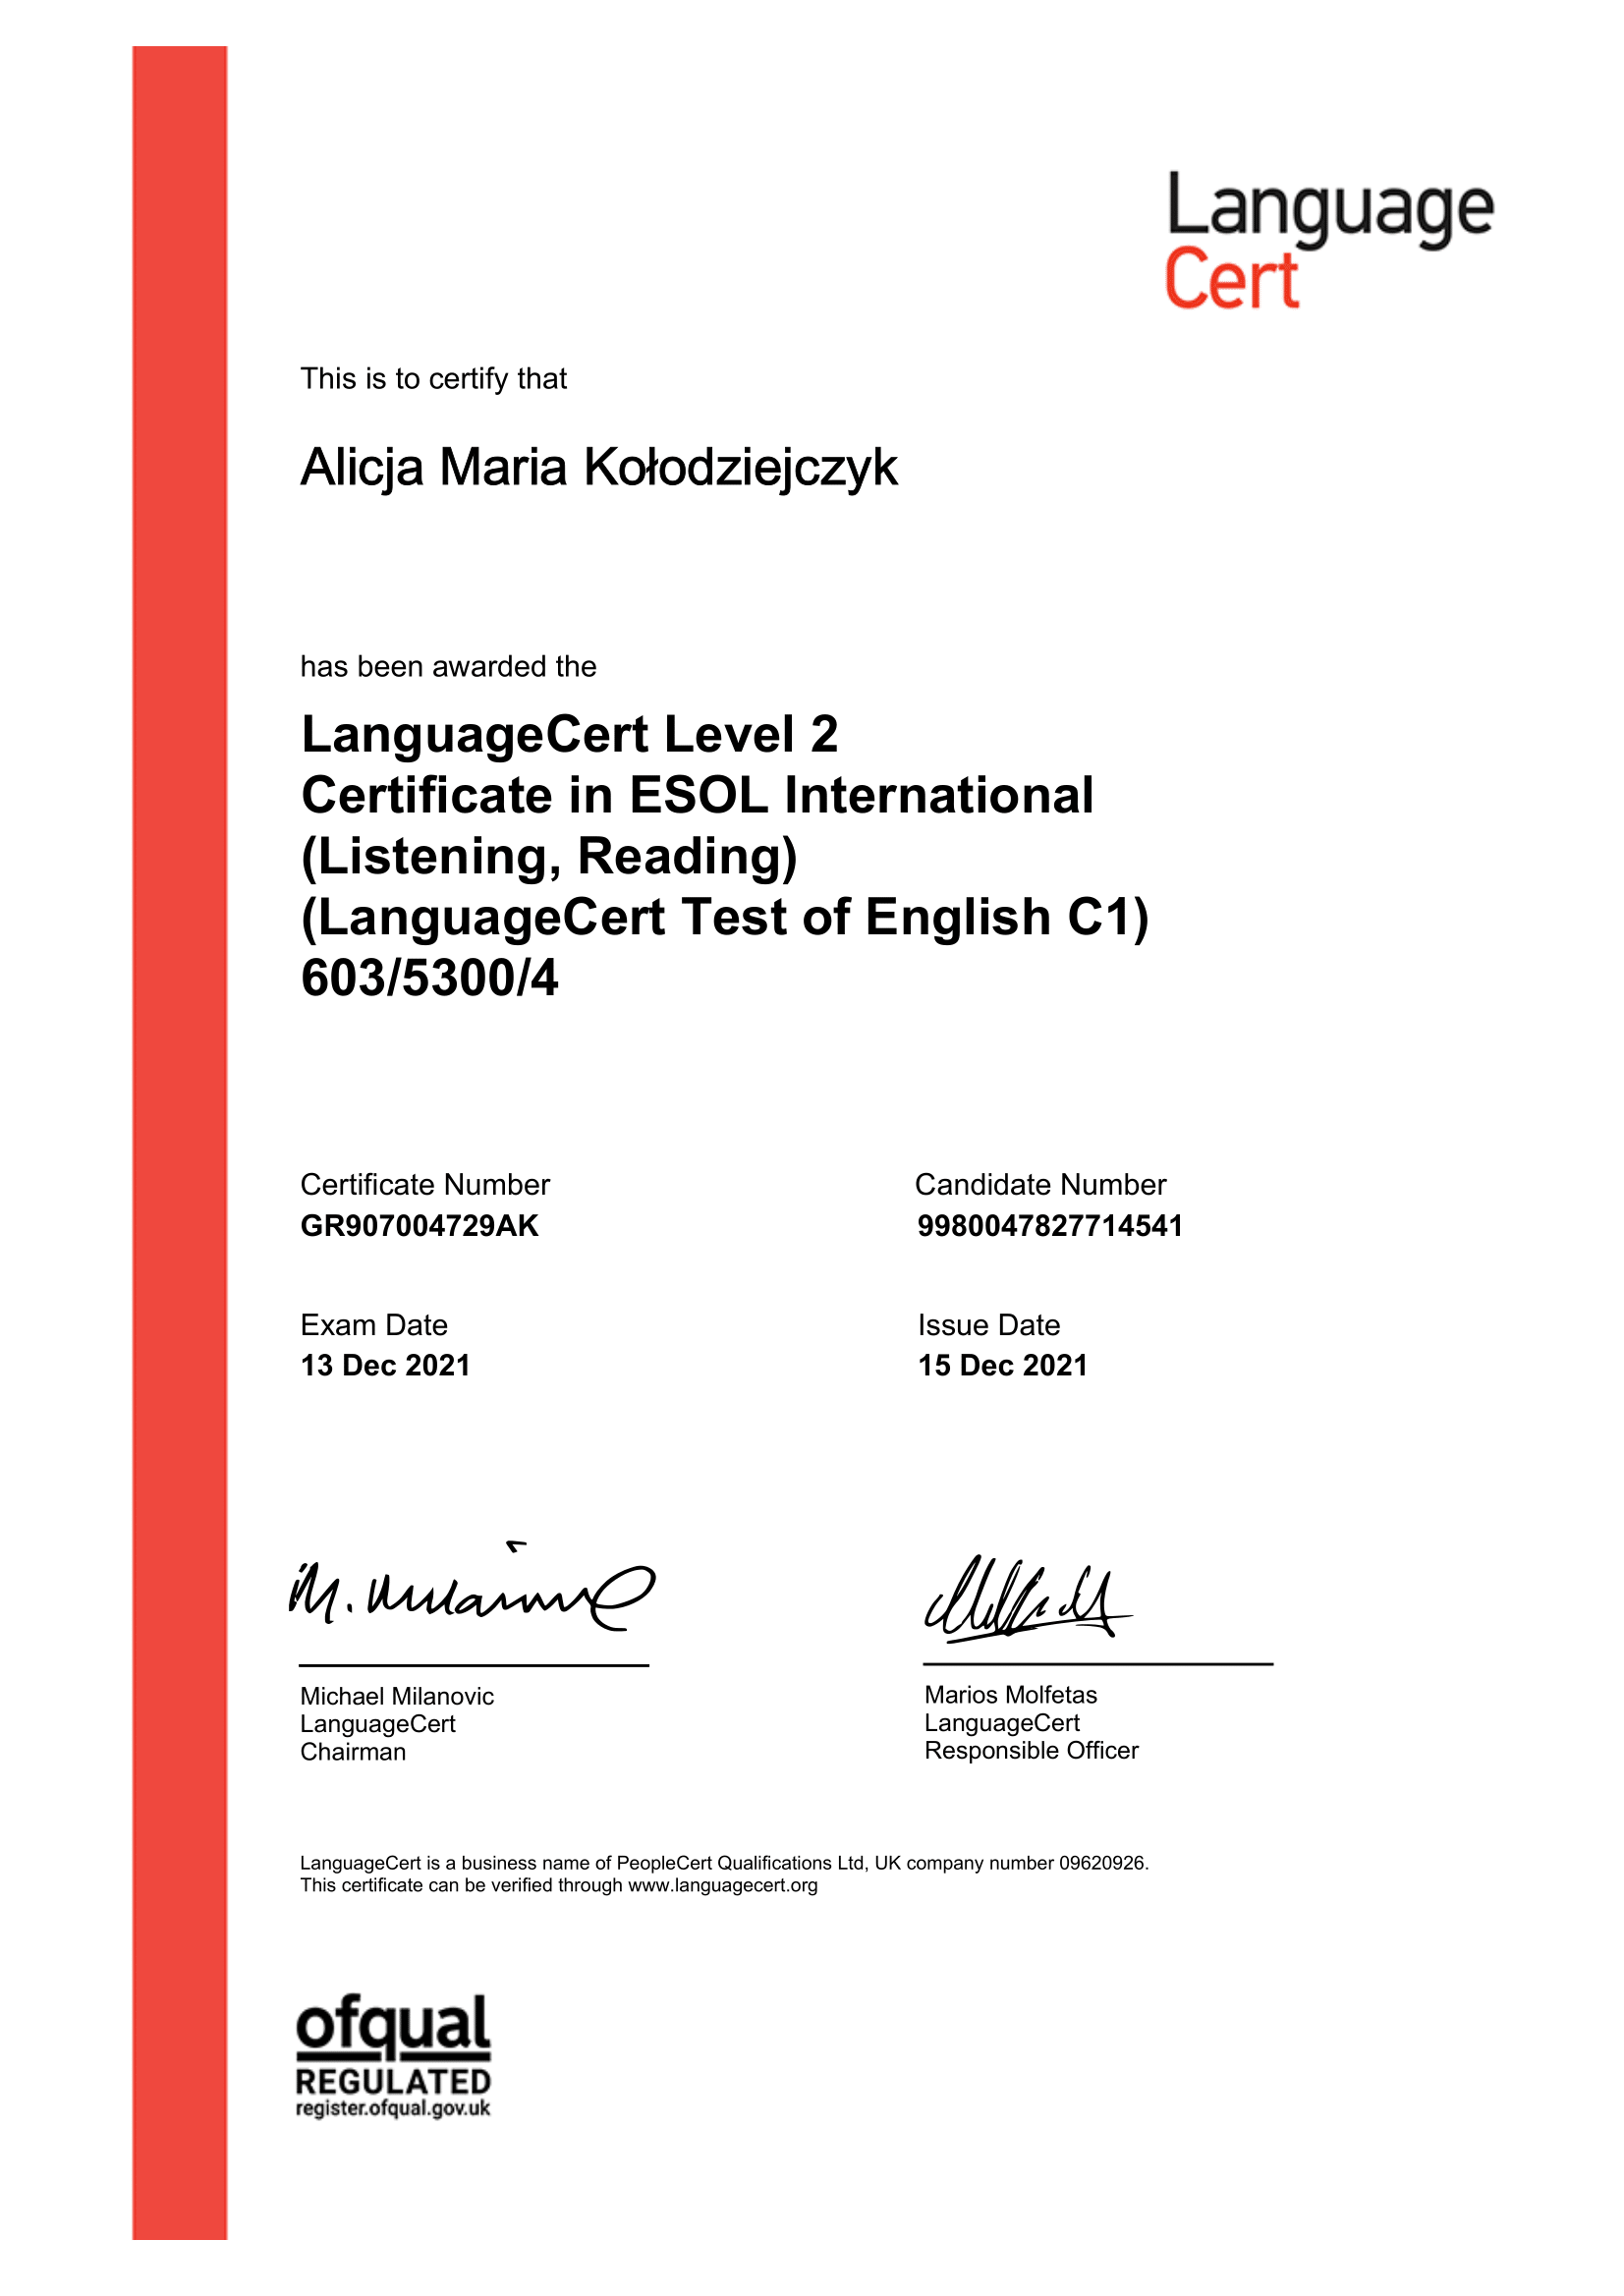 Language
Cert
This is to certify that
Alicja Maria Kołodziejczyk
has been awarded the
LanguageCert Level 2
Certificate in ESOL International
(Listening, Reading)
(LanguageCert Test of English C1)
603/5300/4
Certificate Number
GR907004729AK
Candidate Number
9980047827714541
Exam Date
13 Dec 2021
Issue Date
15 Dec 2021
Michael Milanovic
LanguageCert
Chairman
Marios Molfetas
LanguageCert
Responsible Officer
LanguageCert is a business name of PeopleCert Qualifications Ltd, UK company number 09620926.
This certificate can be verified through www.languagecert.org
ofqual
REGULATED
register.ofqual.gov.uk